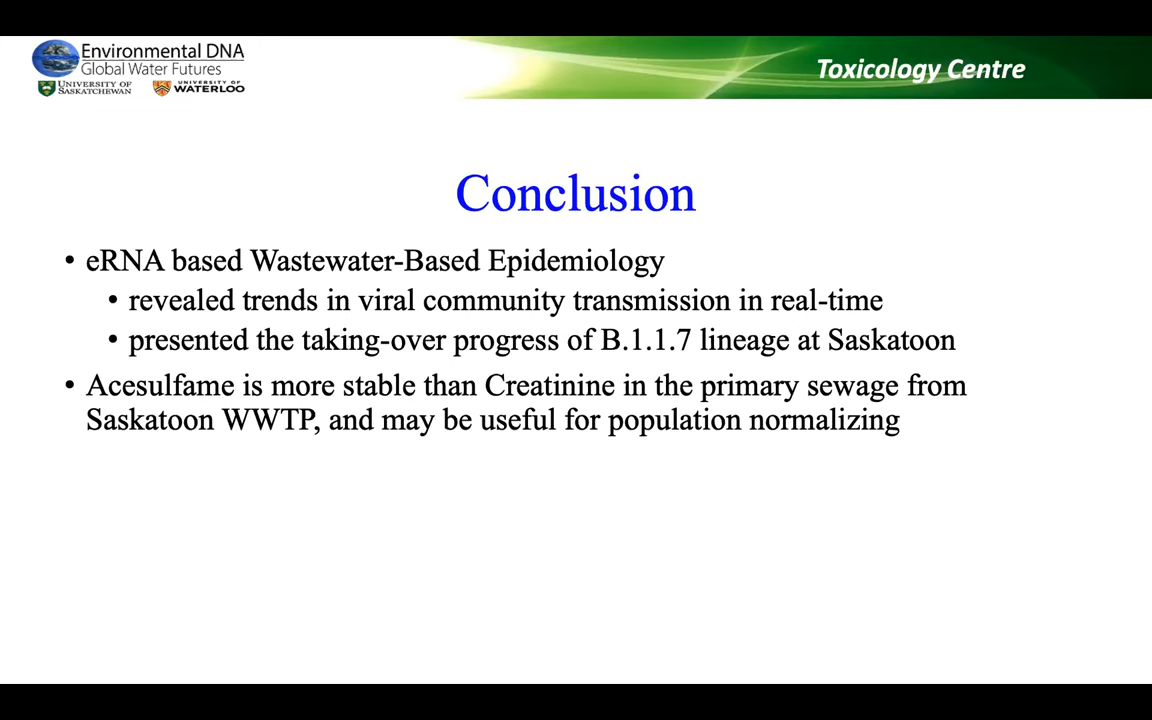 Environmental DNA
Global Water Futures
UNIVERSITY OF
SASKATCHEWAN
UNIVERSITY OF
WATERLOO
Toxicology Centre
Conclusion
• eRNA based Wastewater-Based Epidemiology
• revealed trends in viral community transmission in real-time
• presented the taking-over progress of B.1.1.7 lineage at Saskatoon
• Acesulfame is more stable than Creatinine in the primary sewage from
Saskatoon WWTP, and may be useful for population normalizing